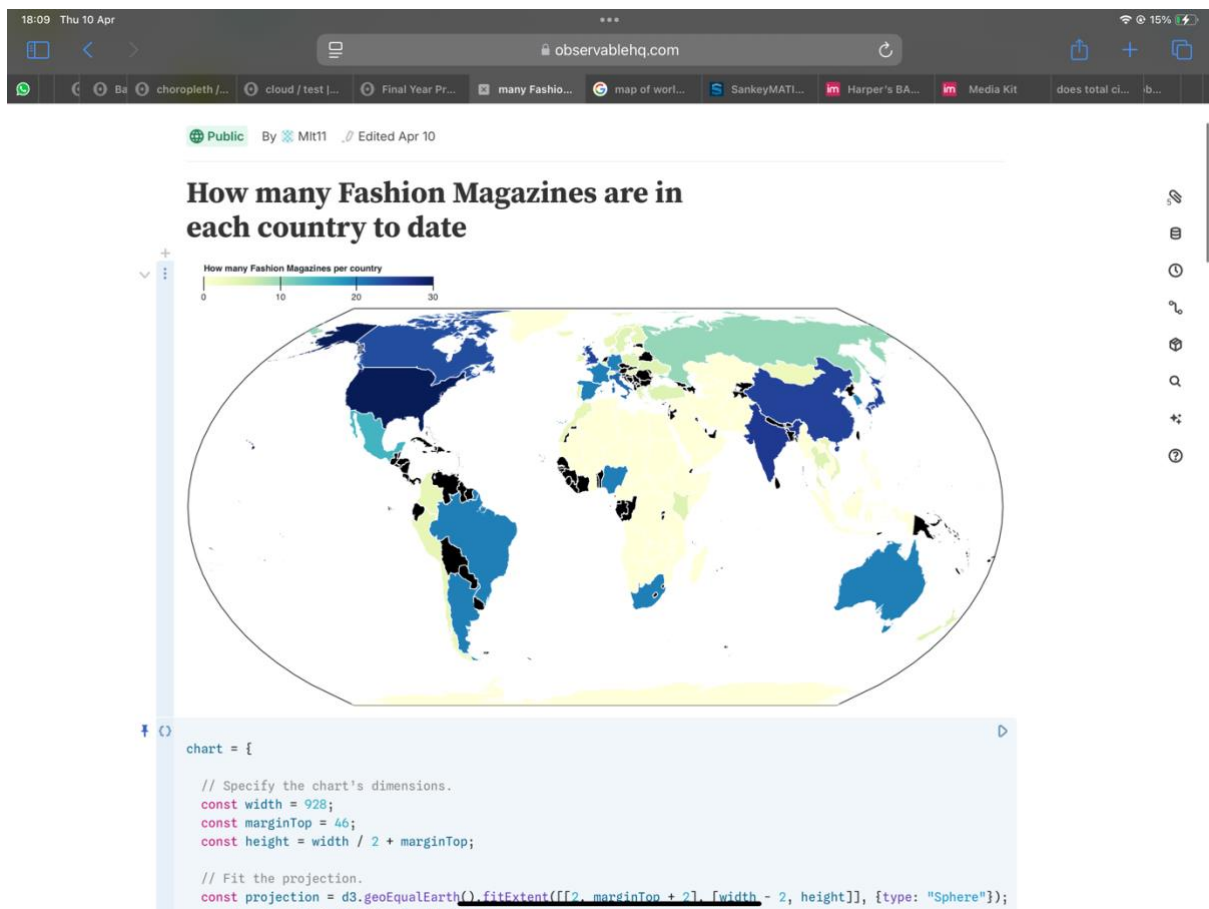 18:09 Thu 10 Apr
15%
observablehq.com
Ba
choropleth /...
cloud / test |...
Final Year Pr...
many Fashio...
map of worl...
SankeyMATI...
im Harper's BA...
im Media Kit
does total ci...
Public By Mlt11 Edited Apr 10
How many Fashion Magazines are in
each country to date
How many Fashion Magazines per country
0 10 20 30
5
chart = {
// Specify the chart's dimensions.
const width = 928;
const marginTop = 46;
const height = width / 2 + marginTop;
// Fit the projection.
const projection = d3.geoEqualEarth().fitExtent([[2, marginTop + 2], [width - 2, height]], {type: "Sphere"});